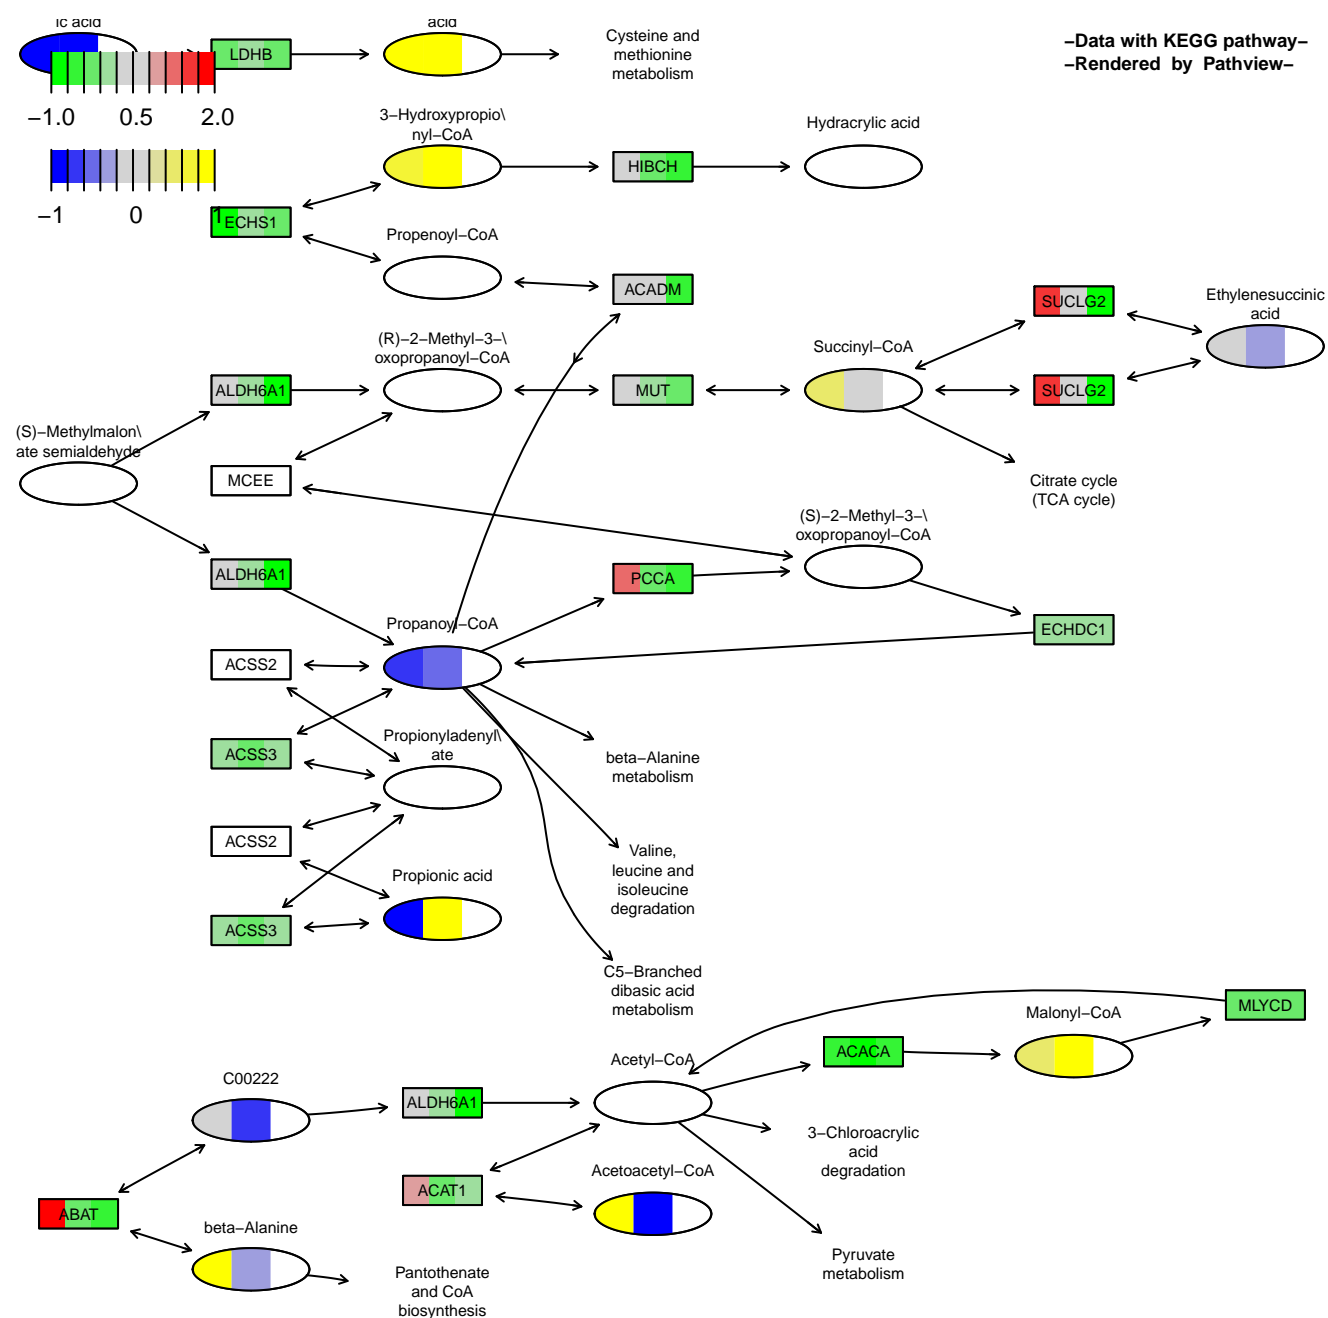 ic acid
LDHB
acid
Cysteine and
methionine
metabolism
−Data with KEGG pathway−
−Rendered by Pathview−
−1.0
0.5
2.0
−1
0
1
3−Hydroxypropio\
nyl−CoA
HIBCH
Hydracrylic acid
ECHS1
Propenoyl−CoA
ACADM
SUCLG2
Ethylenesuccinic
acid
(R)−2−Methyl−3−\
oxopropanoyl−CoA
Succinyl−CoA
ALDH6A1
MUT
SUCLG2
(S)−Methylmalon\
ate semialdehyde
MCEE
Citrate cycle
(TCA cycle)
(S)−2−Methyl−3−\
oxopropanoyl−CoA
ALDH6A1
PCCA
Propanoyl−CoA
ECHDC1
ACSS2
Propionyladenyl\
ate
ACSS3
beta−Alanine
metabolism
ACSS2
Valine,
leucine and
isoleucine
degradation
Propionic acid
ACSS3
C5−Branched
dibasic acid
metabolism
MLYCD
Malonyl−CoA
Acetyl−CoA
ACACA
C00222
ALDH6A1
3−Chloroacrylic
acid
degradation
Acetoacetyl−CoA
ACAT1
ABAT
beta−Alanine
Pyruvate
metabolism
Pantothenate
and CoA
biosynthesis